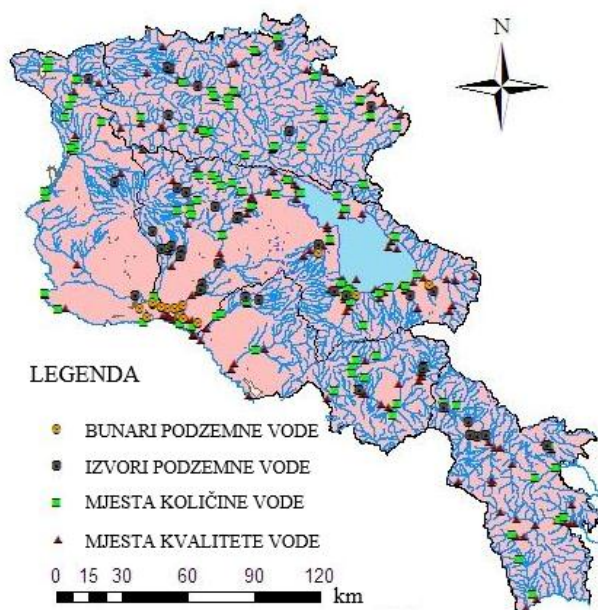 N
LEGENDA
BUNARI PODZEMNE VODE
IZVORI PODZEMNE VODE
MJESTA KOLIČINE VODE
MJESTA KVALITETE VODE
0 15 30 60 90 120
km